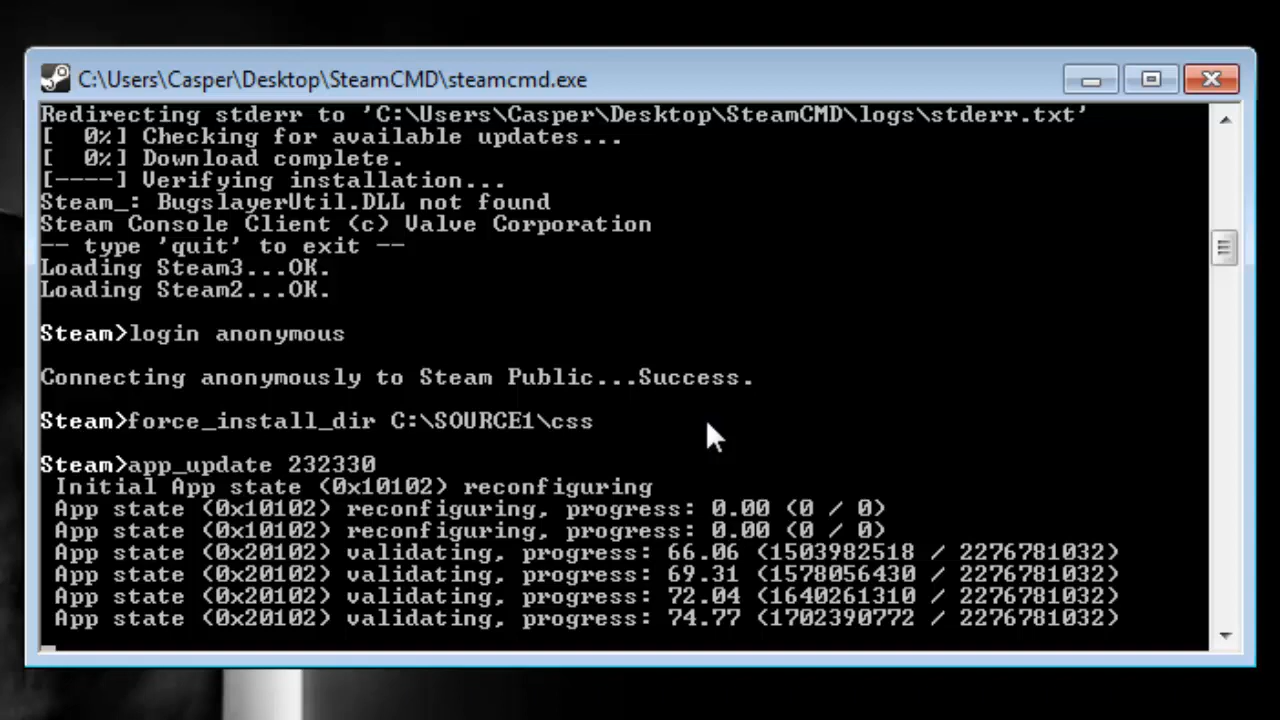 C:\Users\Casper\Desktop\SteamCMD\steamcmd.exe
Redirecting stderr to 'C:\Users\Casper\Desktop\SteamCMD\logs\stderr.txt'
[  0%] Checking for available updates...
[  0%] Download complete.
[----] Verifying installation...
Steam_: BugslayerUtil.DLL not found
Steam Console Client (c) Valve Corporation
-- type 'quit' to exit --
Loading Steam3...OK.
Loading Steam2...OK.
Steam>login anonymous
Connecting anonymously to Steam Public...Success.
Steam>force_install_dir C:\SOURCE1\css
Steam>app_update 232330
Initial App state (0x10102) reconfiguring
App state (0x10102) reconfiguring, progress: 0.00 (0 / 0)
App state (0x10102) reconfiguring, progress: 0.00 (0 / 0)
App state (0x20102) validating, progress: 66.06 (1503982518 / 2276781032)
App state (0x20102) validating, progress: 69.31 (1578056430 / 2276781032)
App state (0x20102) validating, progress: 72.04 (1640261310 / 2276781032)
App state (0x20102) validating, progress: 74.77 (1702390772 / 2276781032)